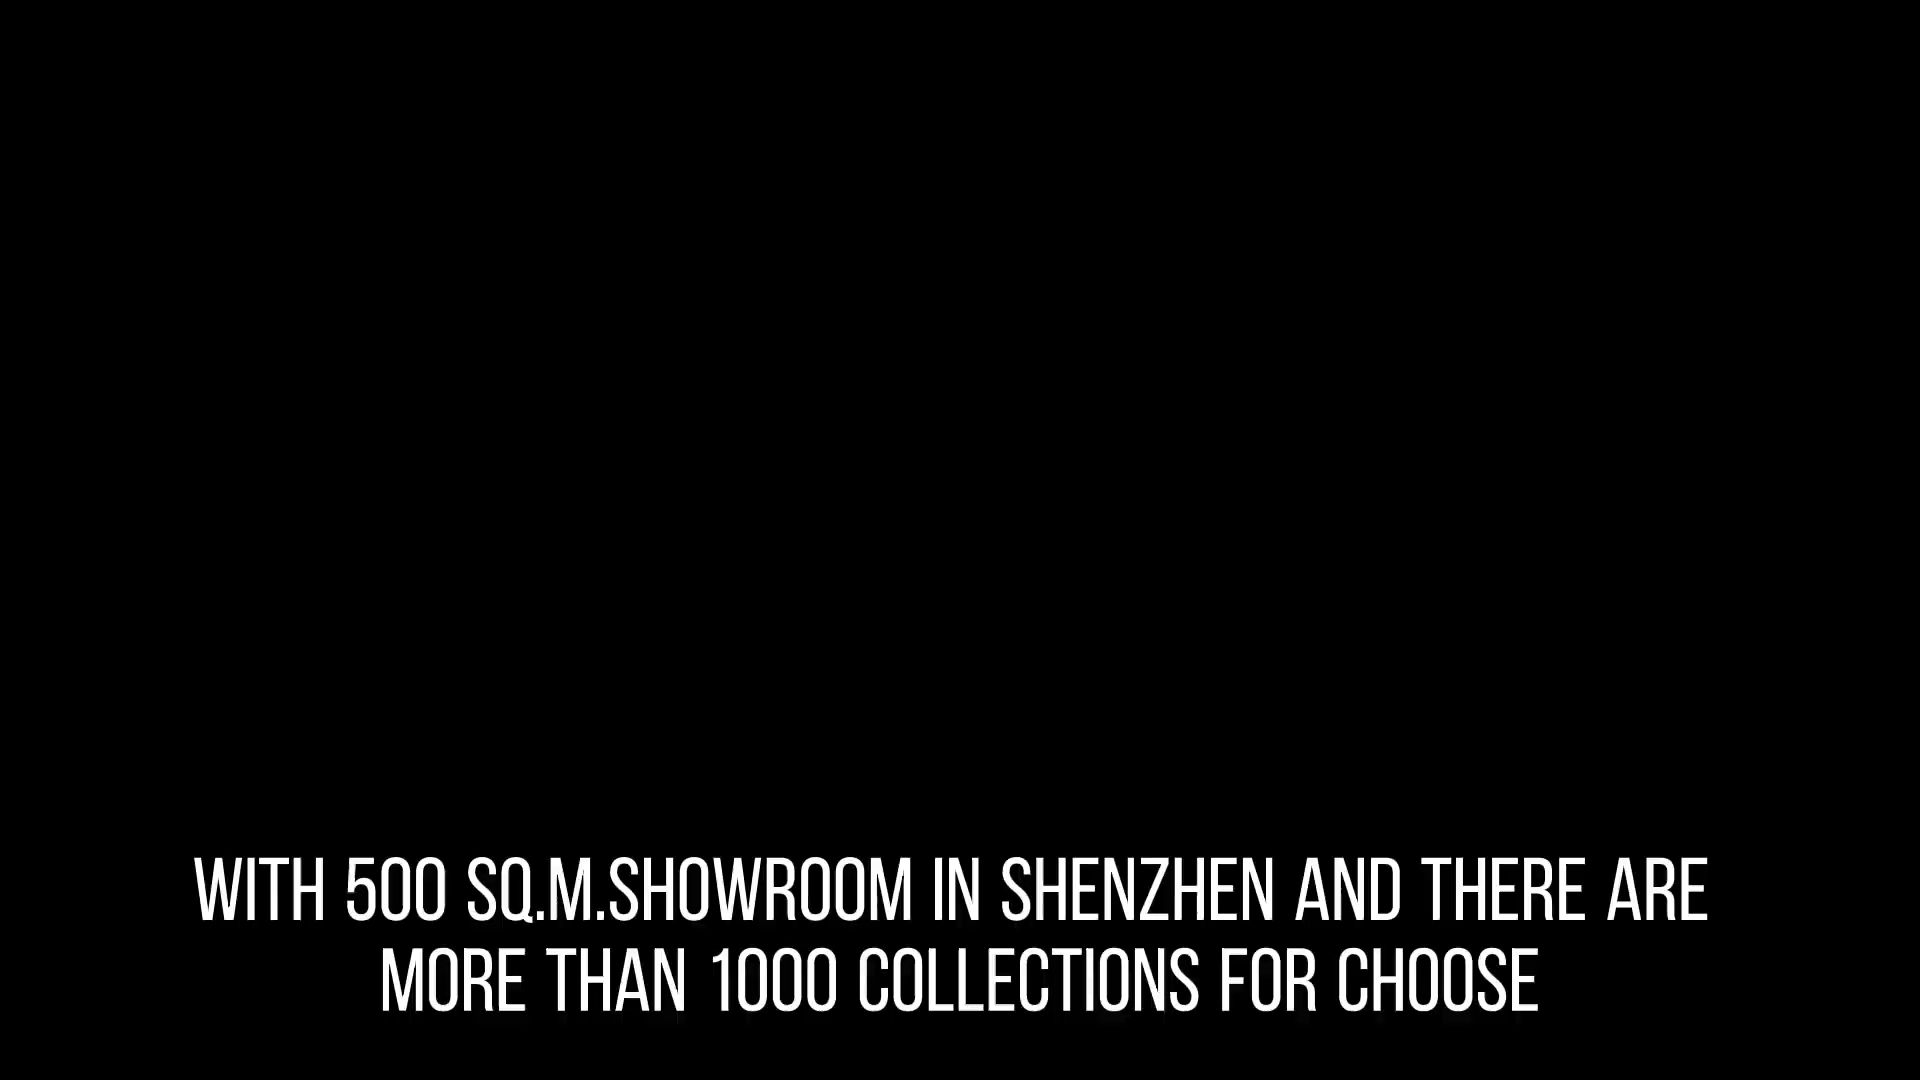 WITH 500 SQ.M.SHOWROOM IN SHENZHEN AND THERE ARE
MORE THAN 1000 COLLECTIONS FOR CHOOSE